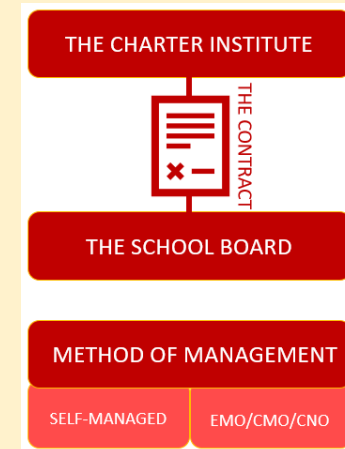 THE CHARTER INSTITUTE
THE CONTRACT
THE SCHOOL BOARD
METHOD OF MANAGEMENT
SELF-MANAGED
EMO/CMO/CNO